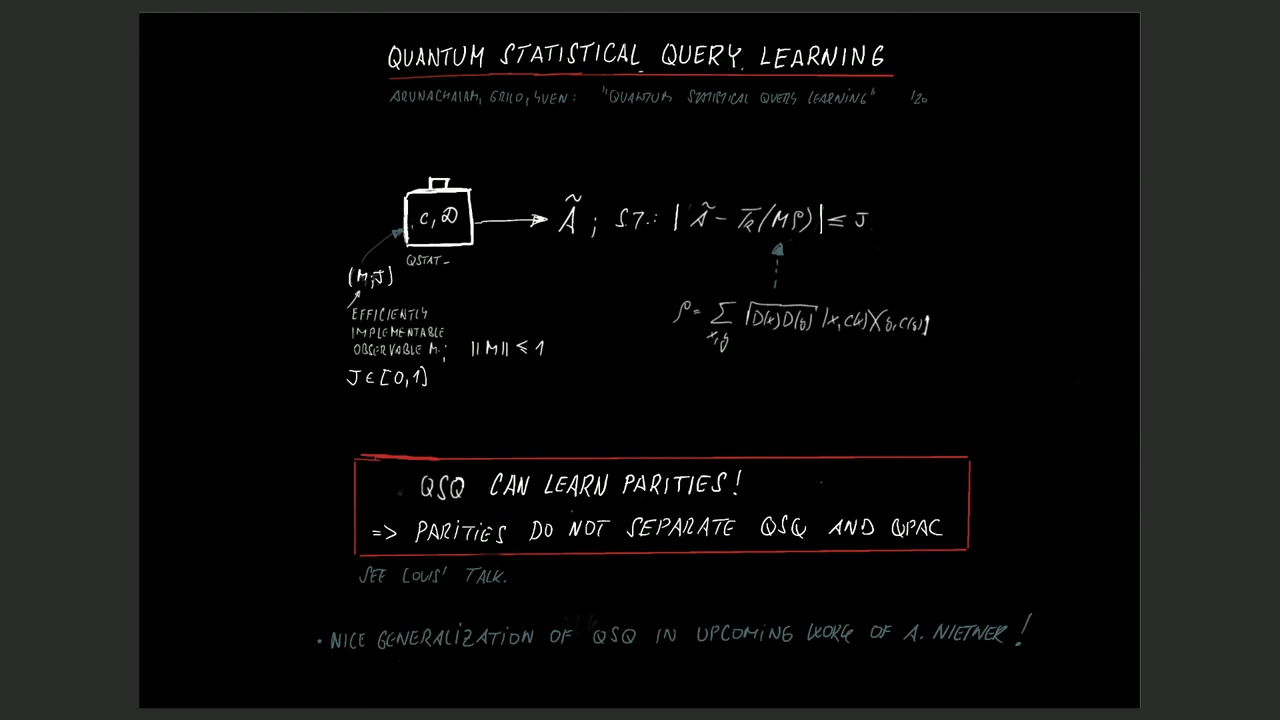 QUANTUM STATISTICAL QUERY LEARNING
ARUNACHALAM, GRILO, YUEN: "QUANTUM STATISTICAL QUERY LEARNING" 1/20
c, D
Ã ; S.T.: | Ã - Tr(Mρ) | ≤ τ
QSTAT
(M,τ)
EFFICIENTLY
IMPLEMENTABLE
OBSERVABLE M; ||M|| ≤ 1
τ ∈ [0,1]
ρ = Σ_{x,y} √(D(x)D(y)) |x,c(x)⟩⟨y,c(y)|
QSQ CAN LEARN PARITIES!
=> PARITIES DO NOT SEPARATE QSQ AND QPAC
SEE LOUIS' TALK.
• NICE GENERALIZATION OF QSQ IN UPCOMING WORK OF A. NIETNER!